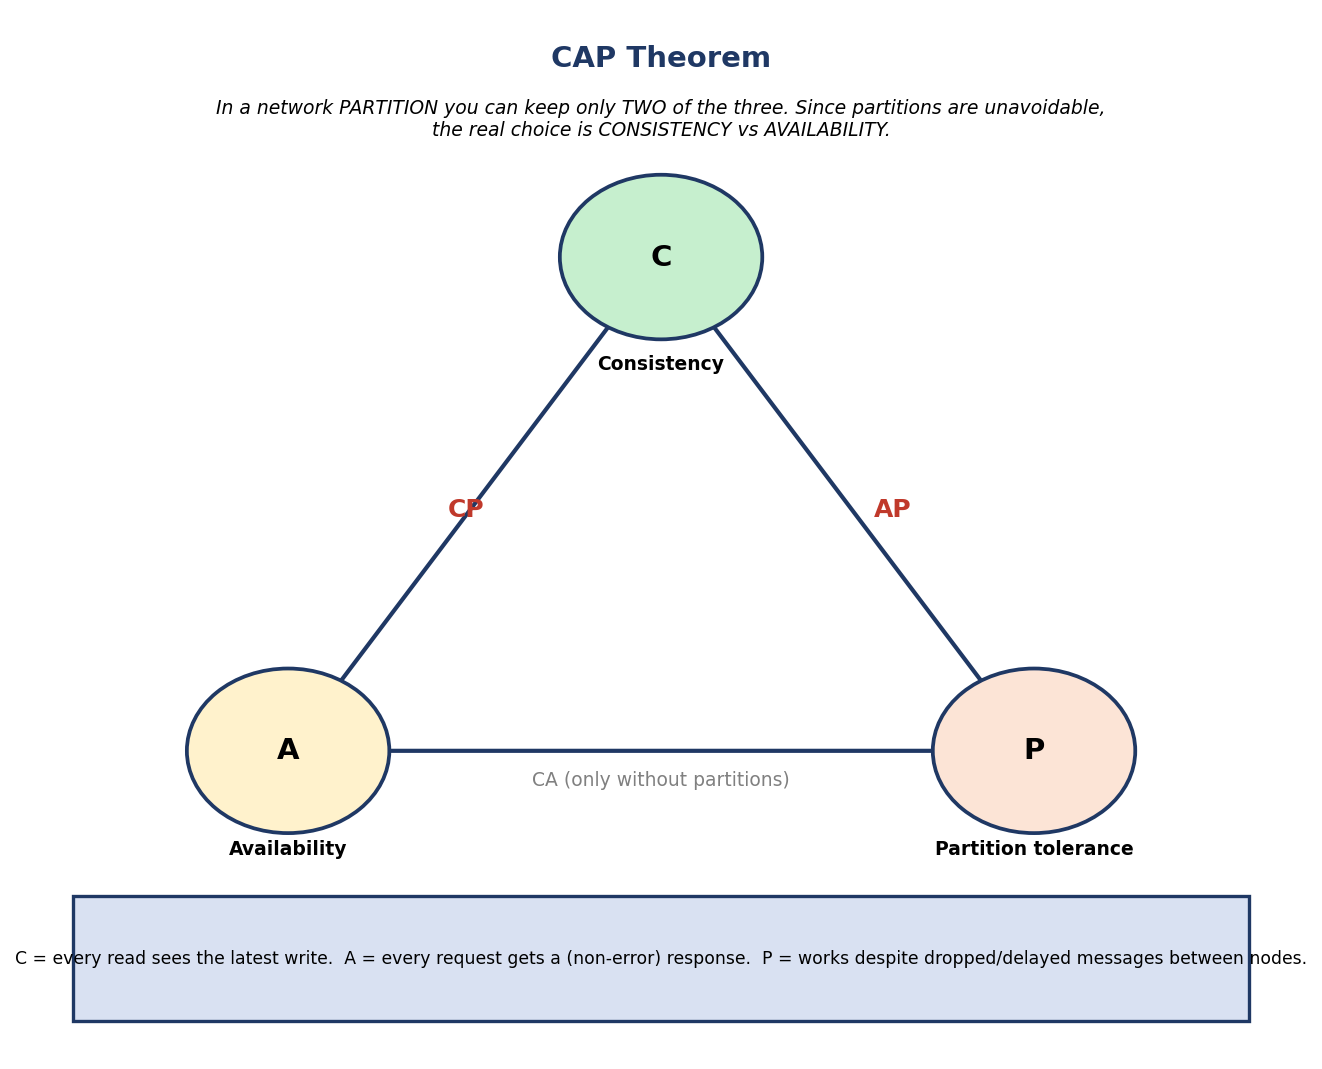 CAP Theorem
In a network PARTITION you can keep only TWO of the three. Since partitions are unavoidable,
the real choice is CONSISTENCY vs AVAILABILITY.
C
Consistency
CP
AP
A
P
CA (only without partitions)
Availability
Partition tolerance
C = every read sees the latest write.  A = every request gets a (non-error) response.  P = works despite dropped/delayed messages between nodes.